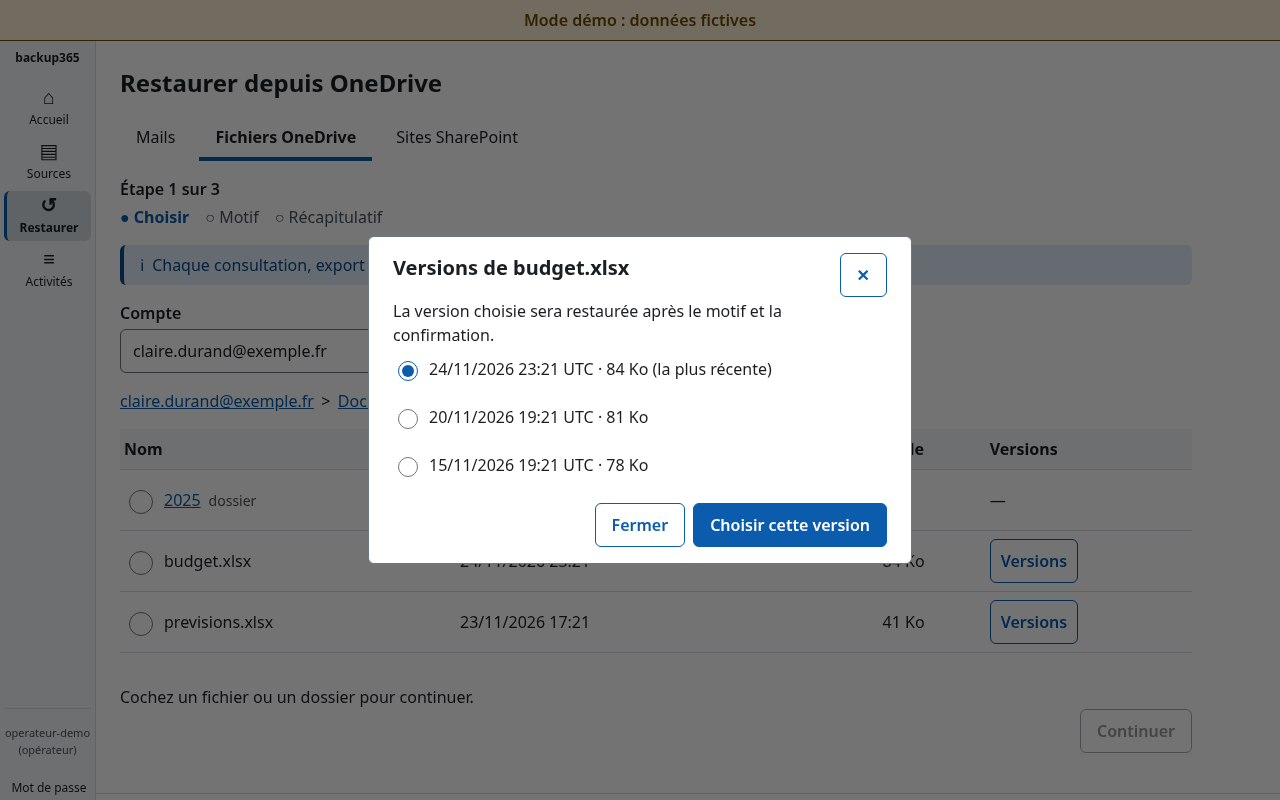 Mode démo : données fictives
backup365
Accueil
Sources
Restaurer
Activités
operateur-demo
(opérateur)
Mot de passe
Restaurer depuis OneDrive
Mails
Fichiers OneDrive
Sites SharePoint
Étape 1 sur 3
● Choisir ○ Motif ○ Récapitulatif
i Chaque consultation, export
Compte
claire.durand@exemple.fr
claire.durand@exemple.fr >
Nom Versions
2025 dossier —
budget.xlsx Ko Versions
previsions.xlsx 23/11/2026 17:21 41 Ko Versions
Cochez un fichier ou un dossier pour continuer.
Continuer
Versions de budget.xlsx
×
La version choisie sera restaurée après le motif et la
confirmation.
24/11/2026 23:21 UTC · 84 Ko (la plus récente)
20/11/2026 19:21 UTC · 81 Ko
15/11/2026 19:21 UTC · 78 Ko
Fermer
Choisir cette version